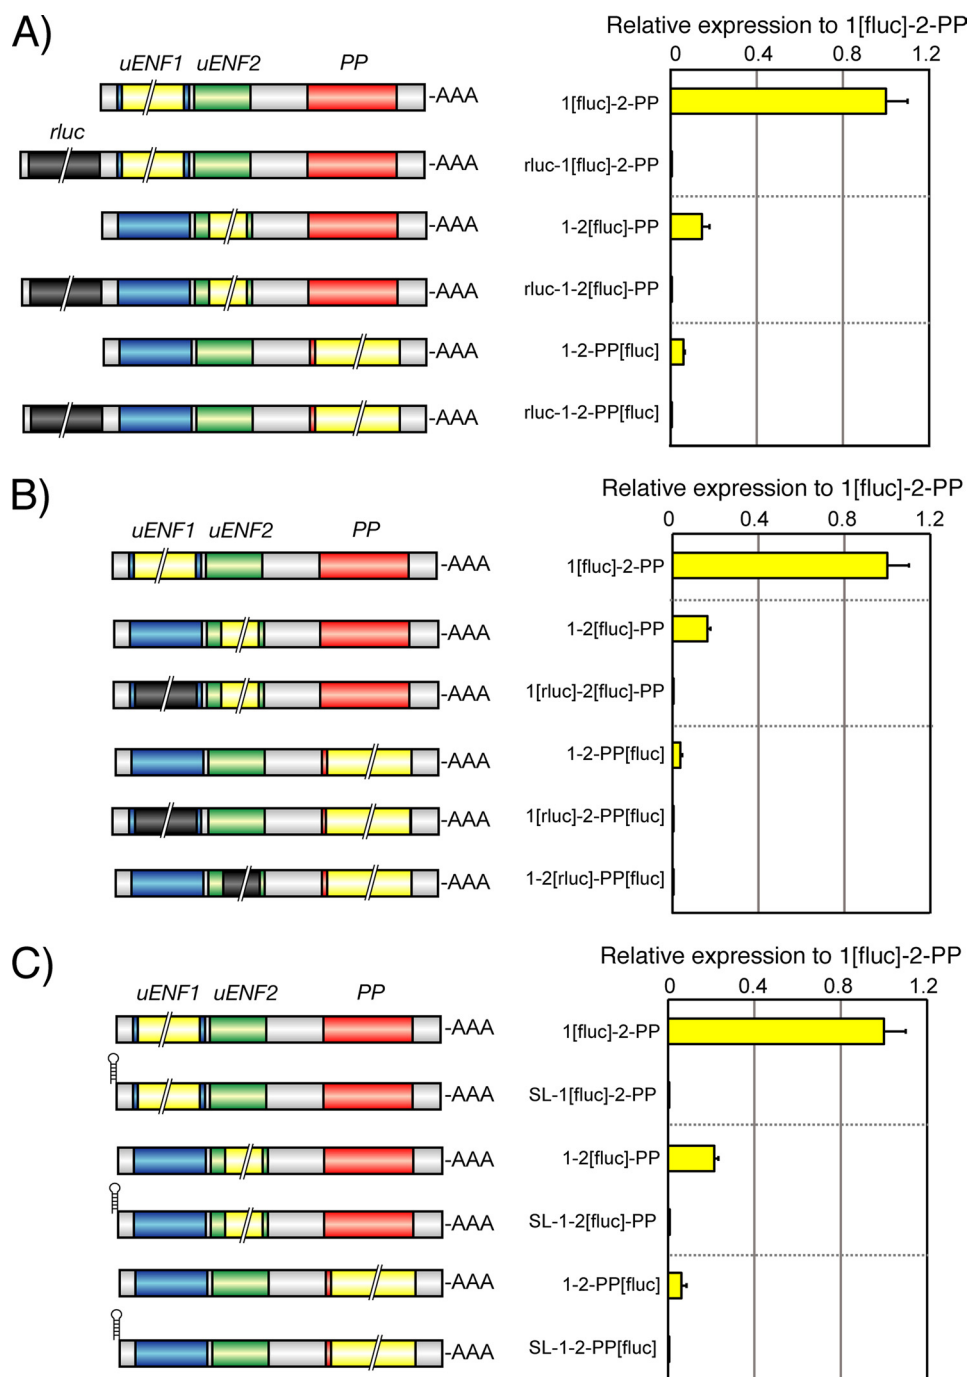 A)
Relative expression to 1[fluc]-2-PP
0 0.4 0.8 1.2
uENF1 uENF2 PP
-AAA 1[fluc]-2-PP
rluc
-AAA rluc-1[fluc]-2-PP
-AAA 1-2[fluc]-PP
-AAA rluc-1-2[fluc]-PP
-AAA 1-2-PP[fluc]
-AAA rluc-1-2-PP[fluc]
B)
Relative expression to 1[fluc]-2-PP
0 0.4 0.8 1.2
uENF1 uENF2 PP
-AAA 1[fluc]-2-PP
-AAA 1-2[fluc]-PP
-AAA 1[rluc]-2[fluc]-PP
-AAA 1-2-PP[fluc]
-AAA 1[rluc]-2-PP[fluc]
-AAA 1-2[rluc]-PP[fluc]
C)
Relative expression to 1[fluc]-2-PP
0 0.4 0.8 1.2
uENF1 uENF2 PP
-AAA 1[fluc]-2-PP
-AAA SL-1[fluc]-2-PP
-AAA 1-2[fluc]-PP
-AAA SL-1-2[fluc]-PP
-AAA 1-2-PP[fluc]
-AAA SL-1-2-PP[fluc]